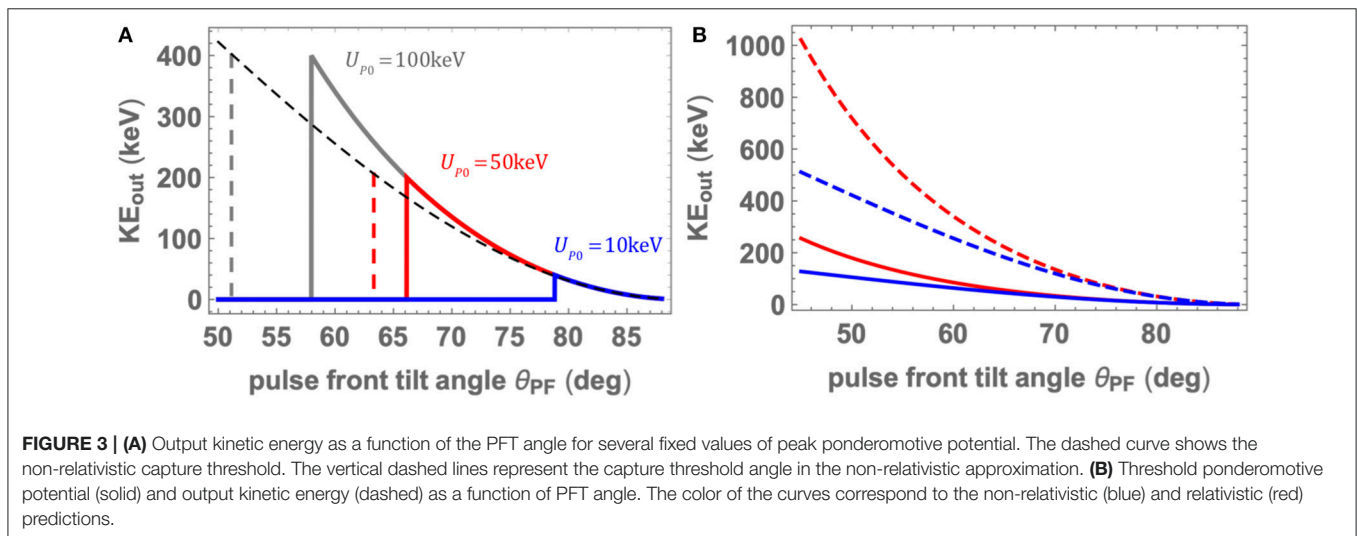 A
B
U_P0 = 100keV
U_P0 = 50keV
U_P0 = 10keV
KE_out (keV)
400
300
200
100
0
50 55 60 65 70 75 80 85
pulse front tilt angle θ_PF (deg)
KE_out (keV)
1000
800
600
400
200
0
50 60 70 80
pulse front tilt angle θ_PF (deg)
FIGURE 3 | (A) Output kinetic energy as a function of the PFT angle for several fixed values of peak ponderomotive potential. The dashed curve shows the
non-relativistic capture threshold. The vertical dashed lines represent the capture threshold angle in the non-relativistic approximation. (B) Threshold ponderomotive
potential (solid) and output kinetic energy (dashed) as a function of PFT angle. The color of the curves correspond to the non-relativistic (blue) and relativistic (red)
predictions.